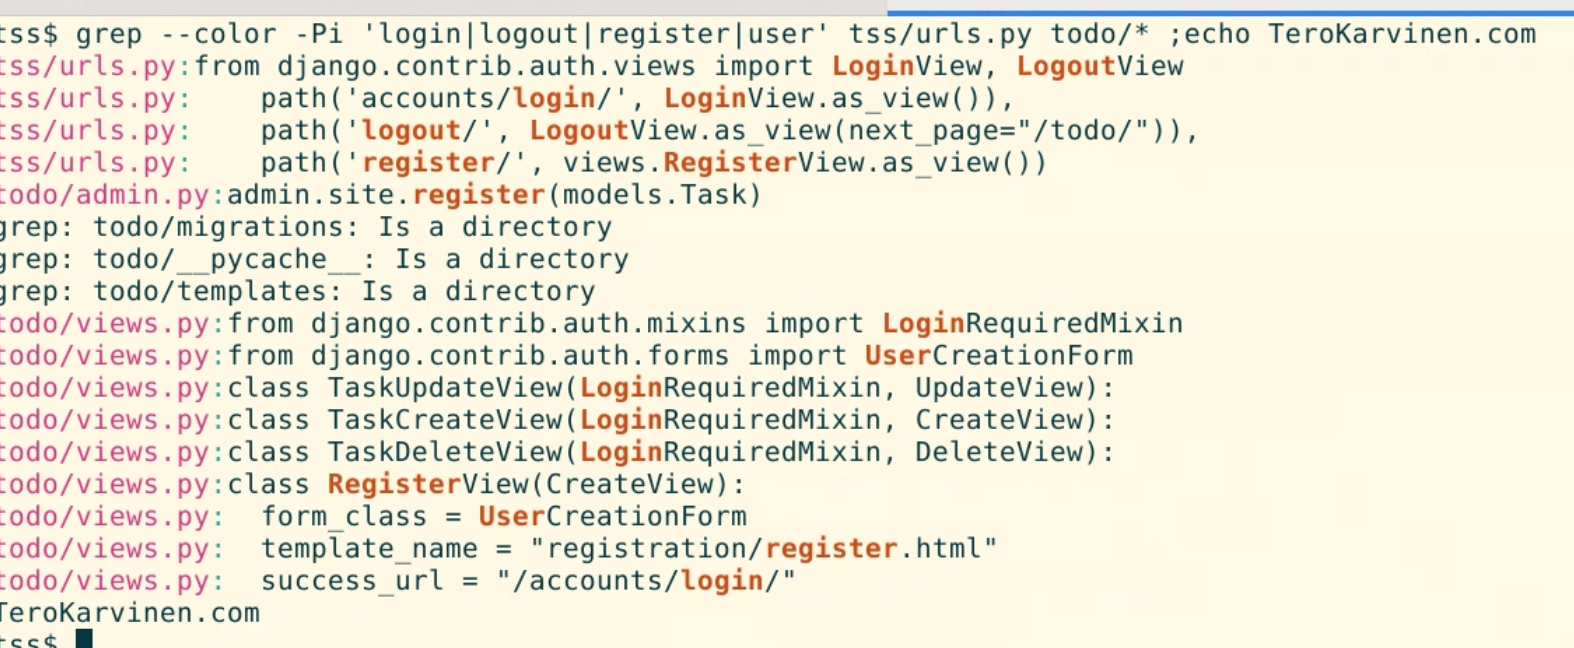 tss$ grep --color -Pi 'login|logout|register|user' tss/urls.py todo/* ;echo TeroKarvinen.com
tss/urls.py:from django.contrib.auth.views import LoginView, LogoutView
tss/urls.py:    path('accounts/login/', LoginView.as_view()),
tss/urls.py:    path('logout/', LogoutView.as_view(next_page="/todo/")),
tss/urls.py:    path('register/', views.RegisterView.as_view())
todo/admin.py:admin.site.register(models.Task)
grep: todo/migrations: Is a directory
grep: todo/__pycache__: Is a directory
grep: todo/templates: Is a directory
todo/views.py:from django.contrib.auth.mixins import LoginRequiredMixin
todo/views.py:from django.contrib.auth.forms import UserCreationForm
todo/views.py:class TaskUpdateView(LoginRequiredMixin, UpdateView):
todo/views.py:class TaskCreateView(LoginRequiredMixin, CreateView):
todo/views.py:class TaskDeleteView(LoginRequiredMixin, DeleteView):
todo/views.py:class RegisterView(CreateView):
todo/views.py:  form_class = UserCreationForm
todo/views.py:  template_name = "registration/register.html"
todo/views.py:  success_url = "/accounts/login/"
TeroKarvinen.com
tss$